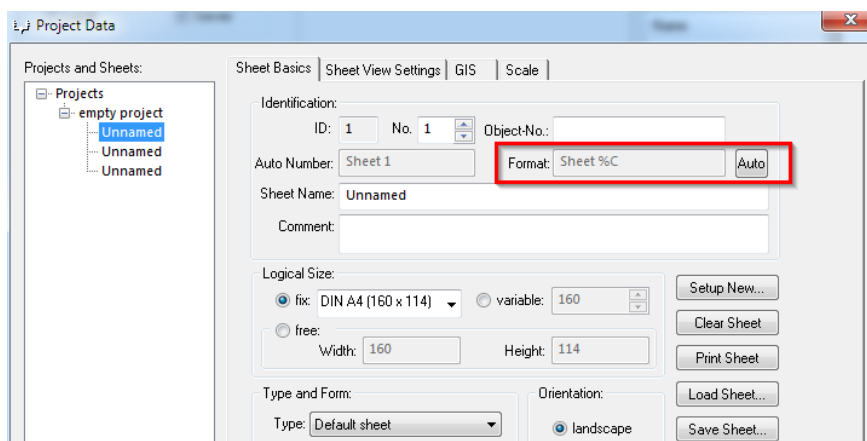 Project Data
Projects and Sheets:
Projects
empty project
Unnamed
Unnamed
Unnamed
Sheet Basics Sheet View Settings GIS Scale
Identification:
ID: 1 No. 1 Object-No.:
Auto Number: Sheet 1 Format: Sheet %C Auto
Sheet Name: Unnamed
Comment:
Logical Size:
fix: DIN A4 (160 x 114) variable: 160 Setup New...
free: Clear Sheet
Width: 160 Height: 114 Print Sheet
Type and Form: Orientation: Load Sheet...
Type: Default sheet landscape Save Sheet...